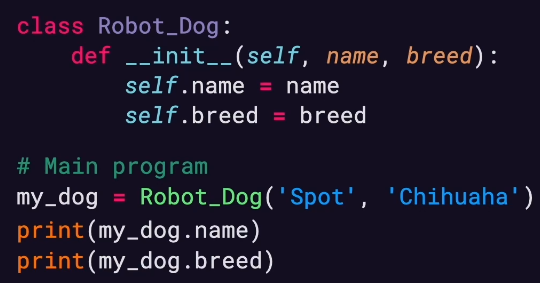 class Robot_Dog:
    def __init__(self, name, breed):
        self.name = name
        self.breed = breed
# Main program
my_dog = Robot_Dog('Spot', 'Chihuaha')
print(my_dog.name)
print(my_dog.breed)